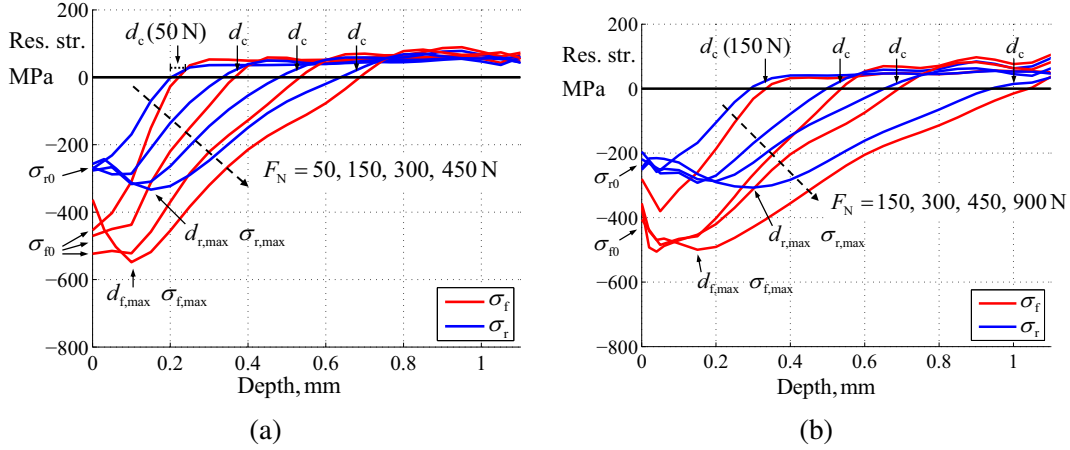 200
Res. str.
MPa
0
−200
−400
−600
−800
d_c (50 N)
d_c
d_c
d_c
σ_r0
σ_f0
F_N = 50, 150, 300, 450 N
d_r,max σ_r,max
d_f,max σ_f,max
σ_f
σ_r
0 0.2 0.4 0.6 0.8 1
Depth, mm
(a)
200
Res. str.
MPa
0
−200
−400
−600
−800
d_c (150 N)
d_c
d_c
d_c
σ_r0
σ_f0
F_N = 150, 300, 450, 900 N
d_r,max σ_r,max
d_f,max σ_f,max
σ_f
σ_r
0 0.2 0.4 0.6 0.8 1
Depth, mm
(b)